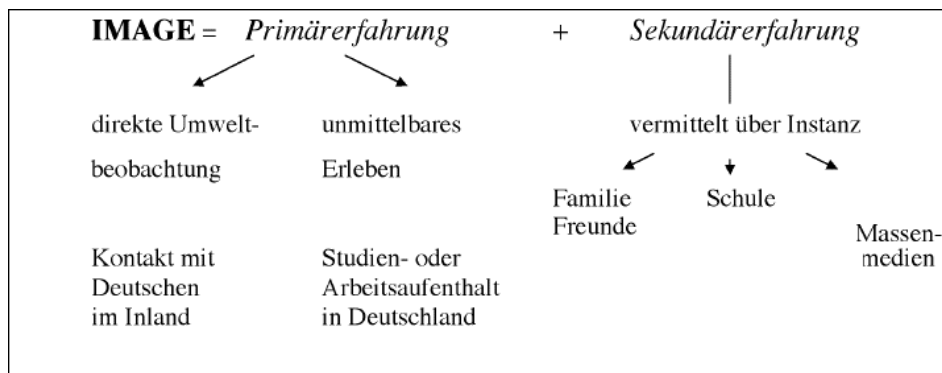 IMAGE = Primärerfahrung + Sekundärerfahrung
direkte Umwelt-
beobachtung
unmittelbares
Erleben
vermittelt über Instanz
Familie
Freunde
Schule
Massen-
medien
Kontakt mit
Deutschen
im Inland
Studien- oder
Arbeitsaufenthalt
in Deutschland